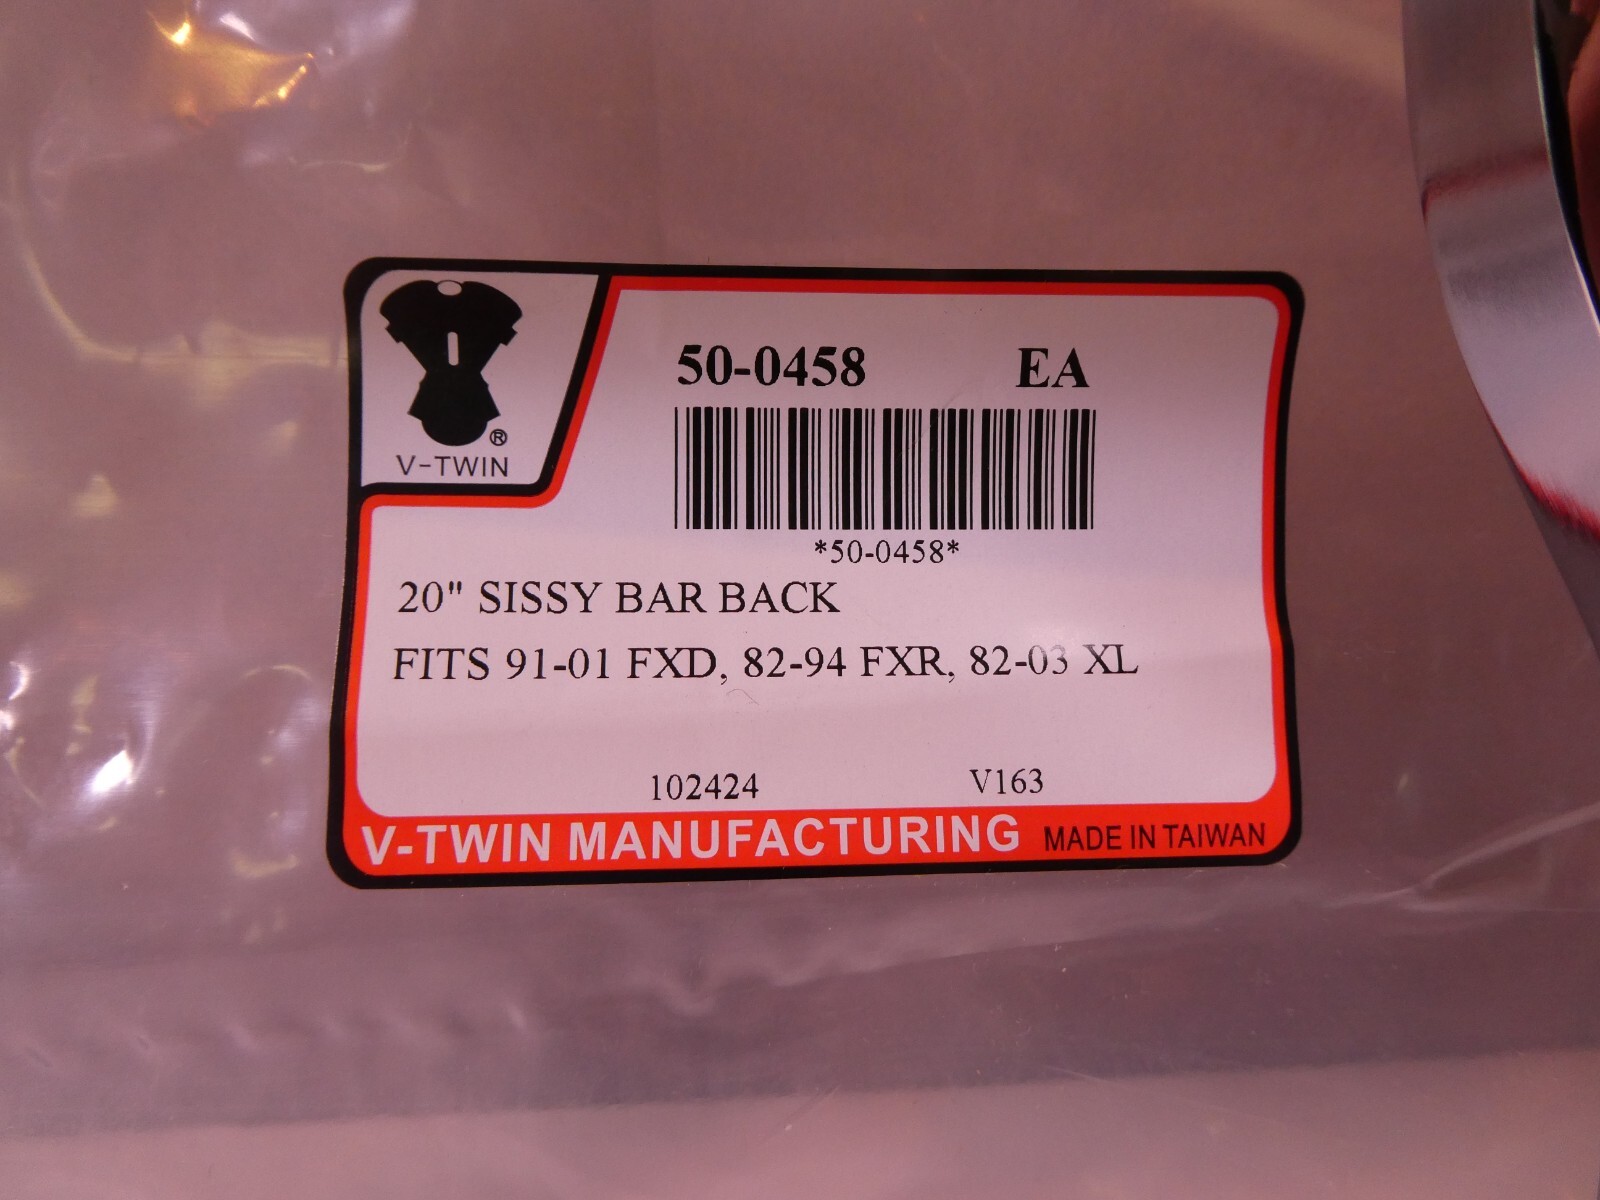 V-TWIN ®
50-0458 EA
*50-0458*
20" SISSY BAR BACK
FITS 91-01 FXD, 82-94 FXR, 82-03 XL
102424 V163
V-TWIN MANUFACTURING MADE IN TAIWAN